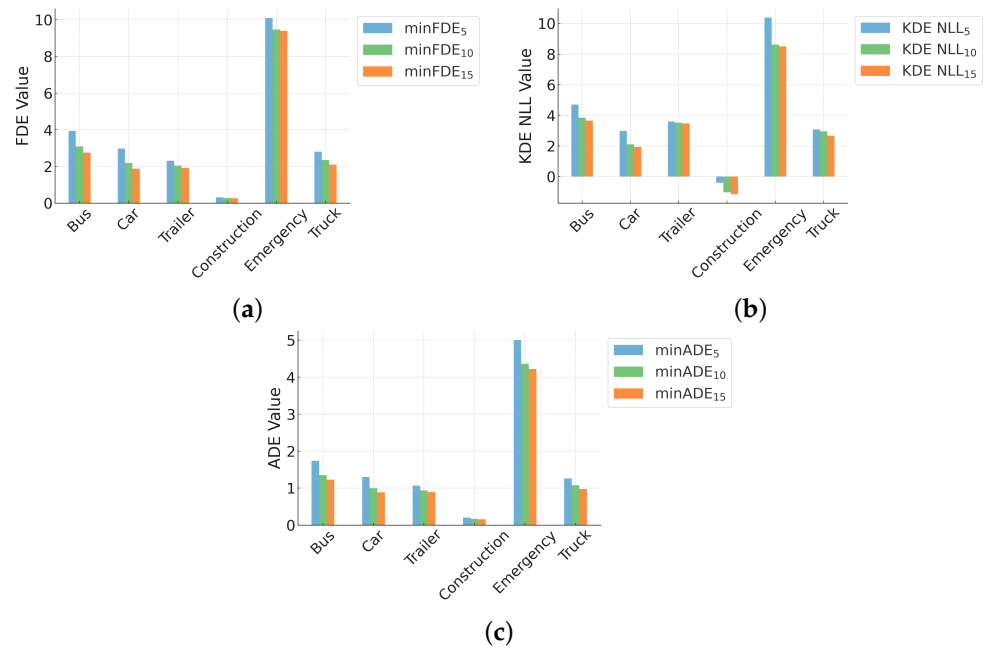 10
8
6
4
2
0
FDE Value
Bus
Car
Trailer
Construction
Emergency
Truck
minFDE₅
minFDE₁₀
minFDE₁₅
(a)
10
8
6
4
2
0
KDE NLL Value
Bus
Car
Trailer
Construction
Emergency
Truck
KDE NLL₅
KDE NLL₁₀
KDE NLL₁₅
(b)
5
4
3
2
1
0
ADE Value
Bus
Car
Trailer
Construction
Emergency
Truck
minADE₅
minADE₁₀
minADE₁₅
(c)